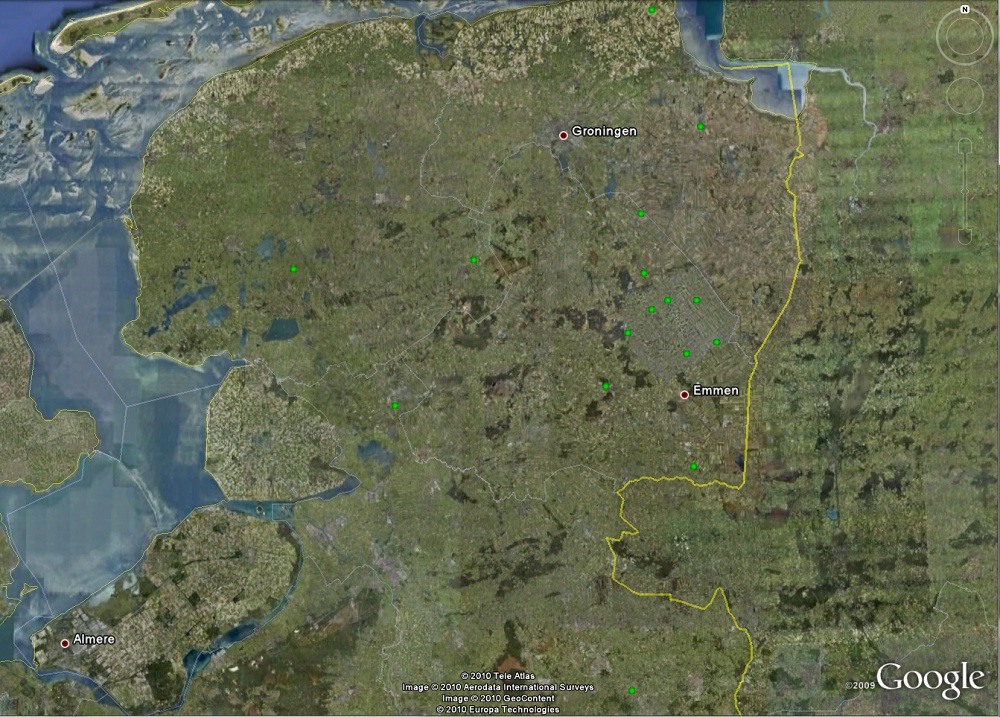 N
Groningen
Emmen
Almere
© 2010 Tele Atlas
Image © 2010 Aerodata International Surveys
Image © 2010 GeoContent
© 2010 Europa Technologies
©2009 Google